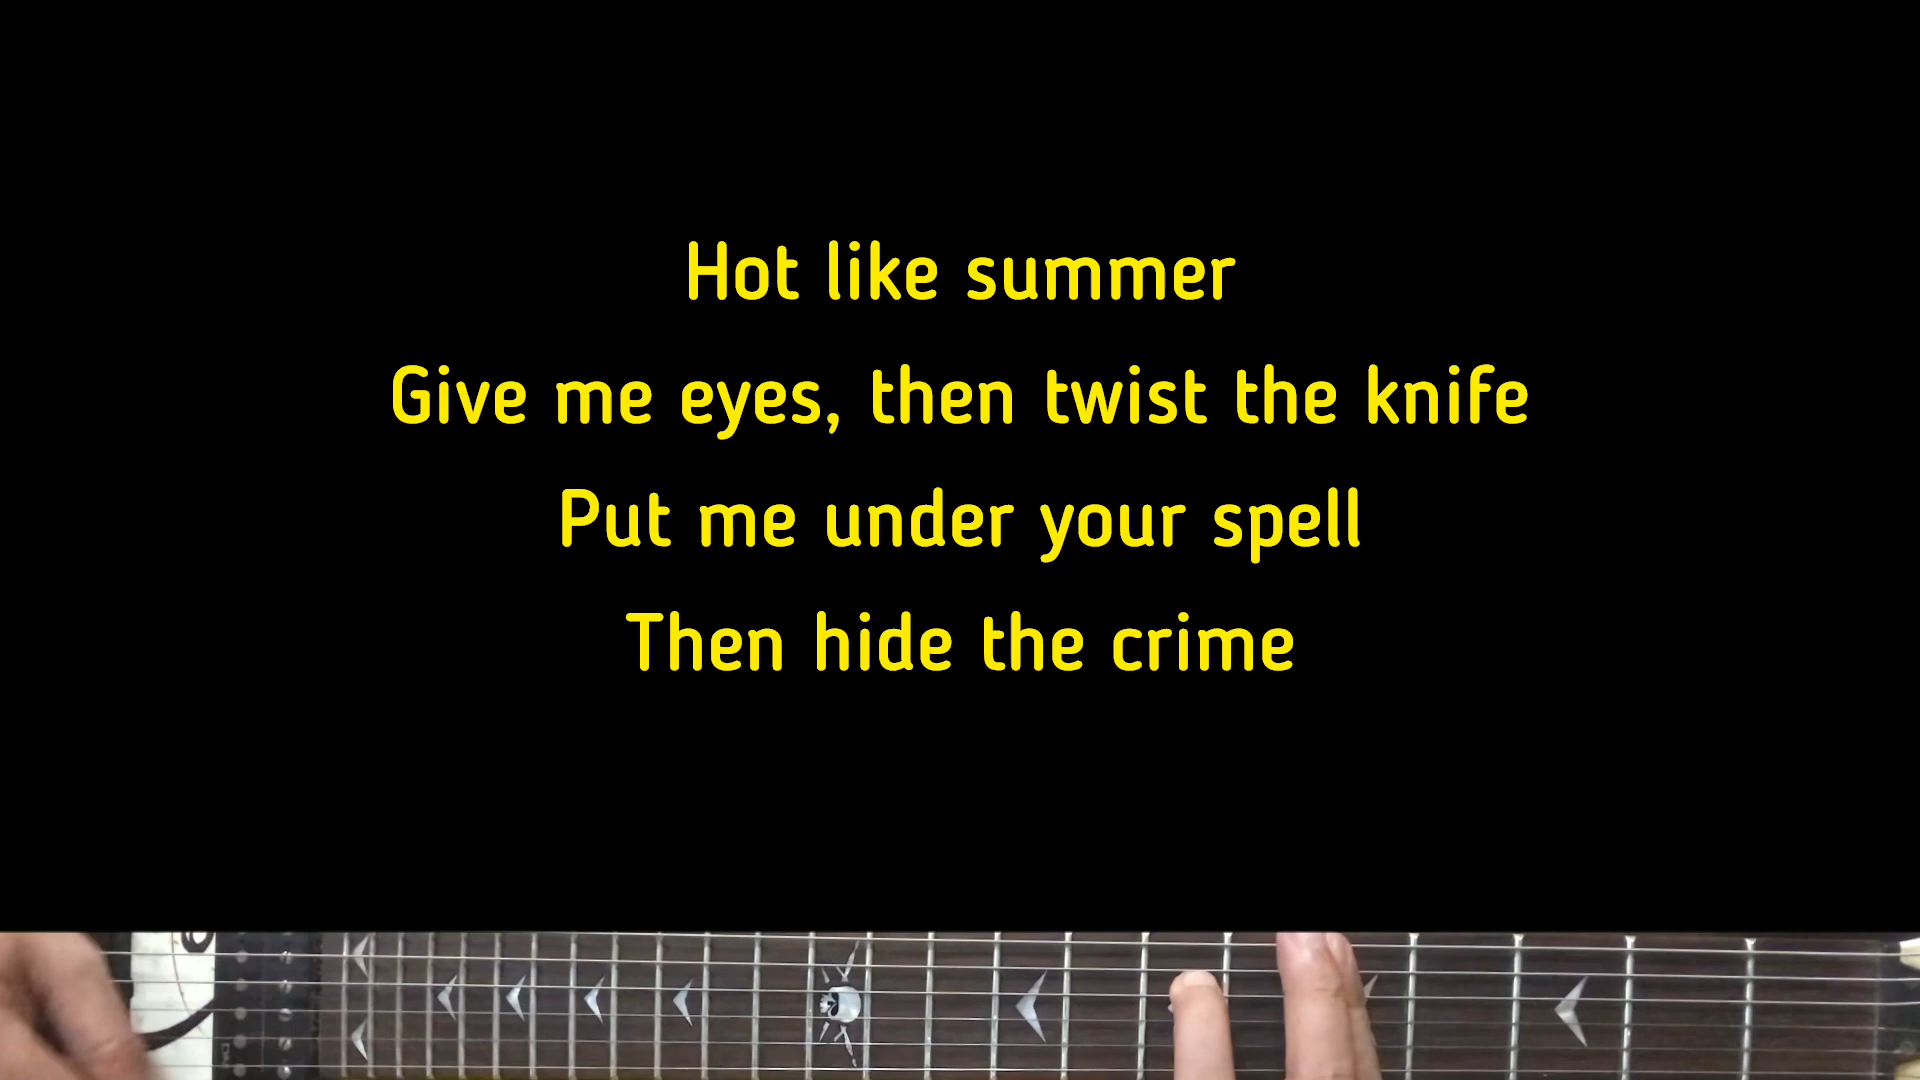 Hot like summer
Give me eyes, then twist the knife
Put me under your spell
Then hide the crime